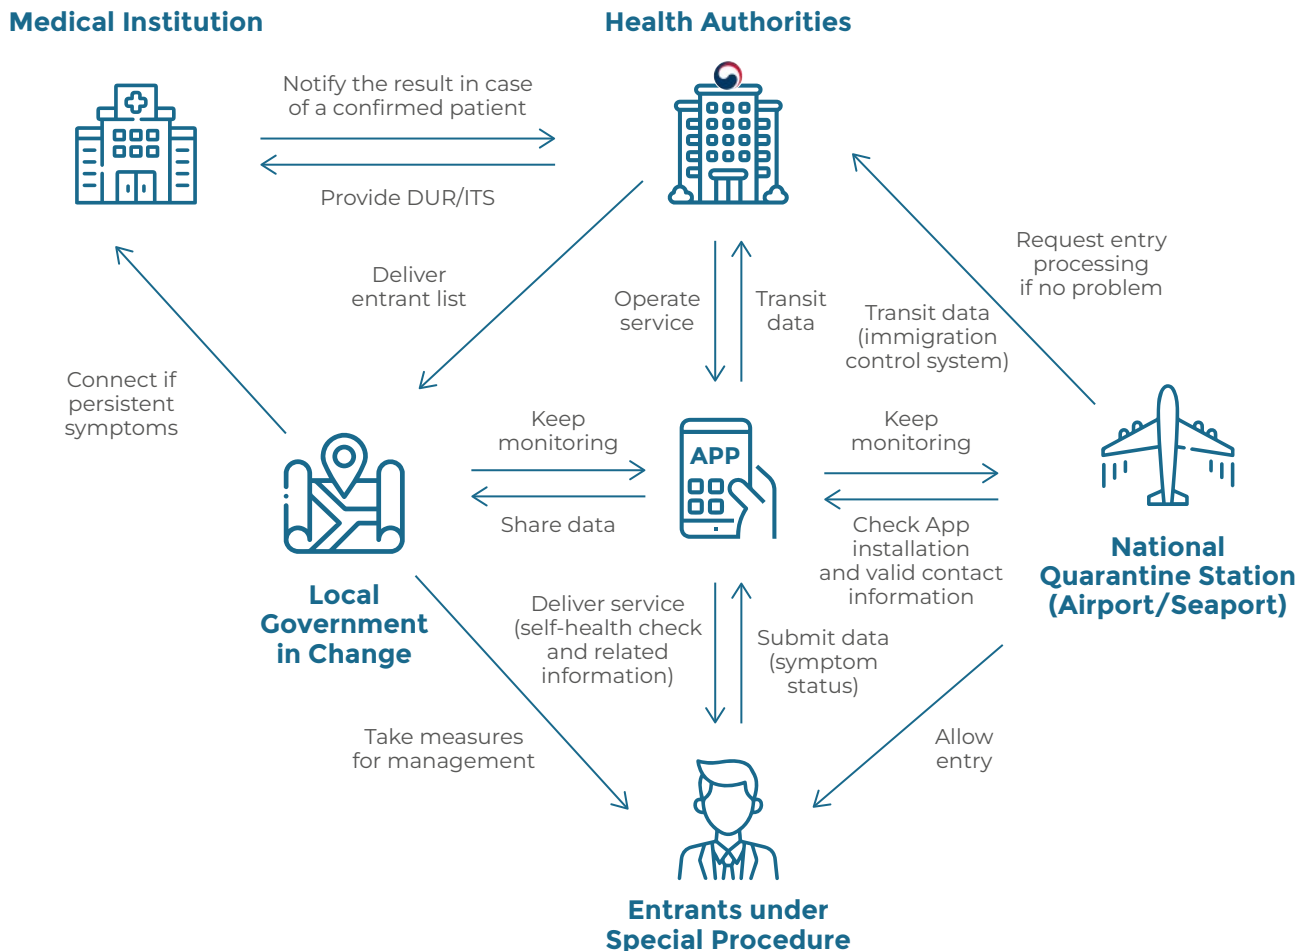 Medical Institution
Health Authorities
Notify the result in case
of a confirmed patient
Provide DUR/ITS
Deliver
entrant list
Operate
service
Transit
data
Request entry
processing
if no problem
Transit data
(immigration
control system)
Connect if
persistent
symptoms
Keep
monitoring
Share data
APP
Keep
monitoring
Check App
installation
and valid contact
information
National
Quarantine Station
(Airport/Seaport)
Local
Government
in Change
Deliver service
(self-health check
and related
information)
Submit data
(symptom
status)
Take measures
for management
Allow
entry
Entrants under
Special Procedure